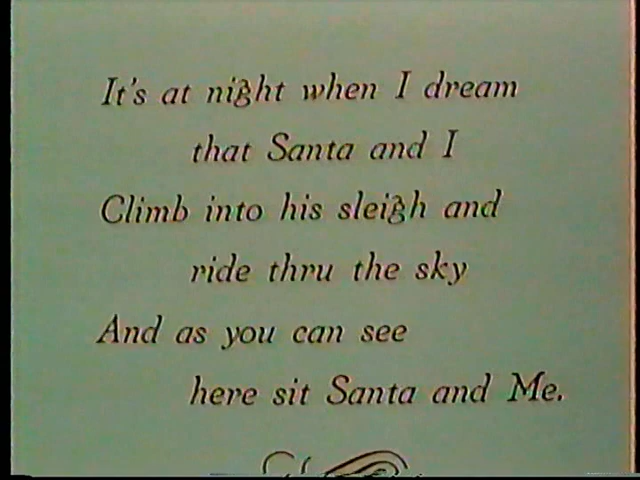 It's at night when I dream
that Santa and I
Climb into his sleigh and
ride thru the sky
And as you can see
here sit Santa and Me.